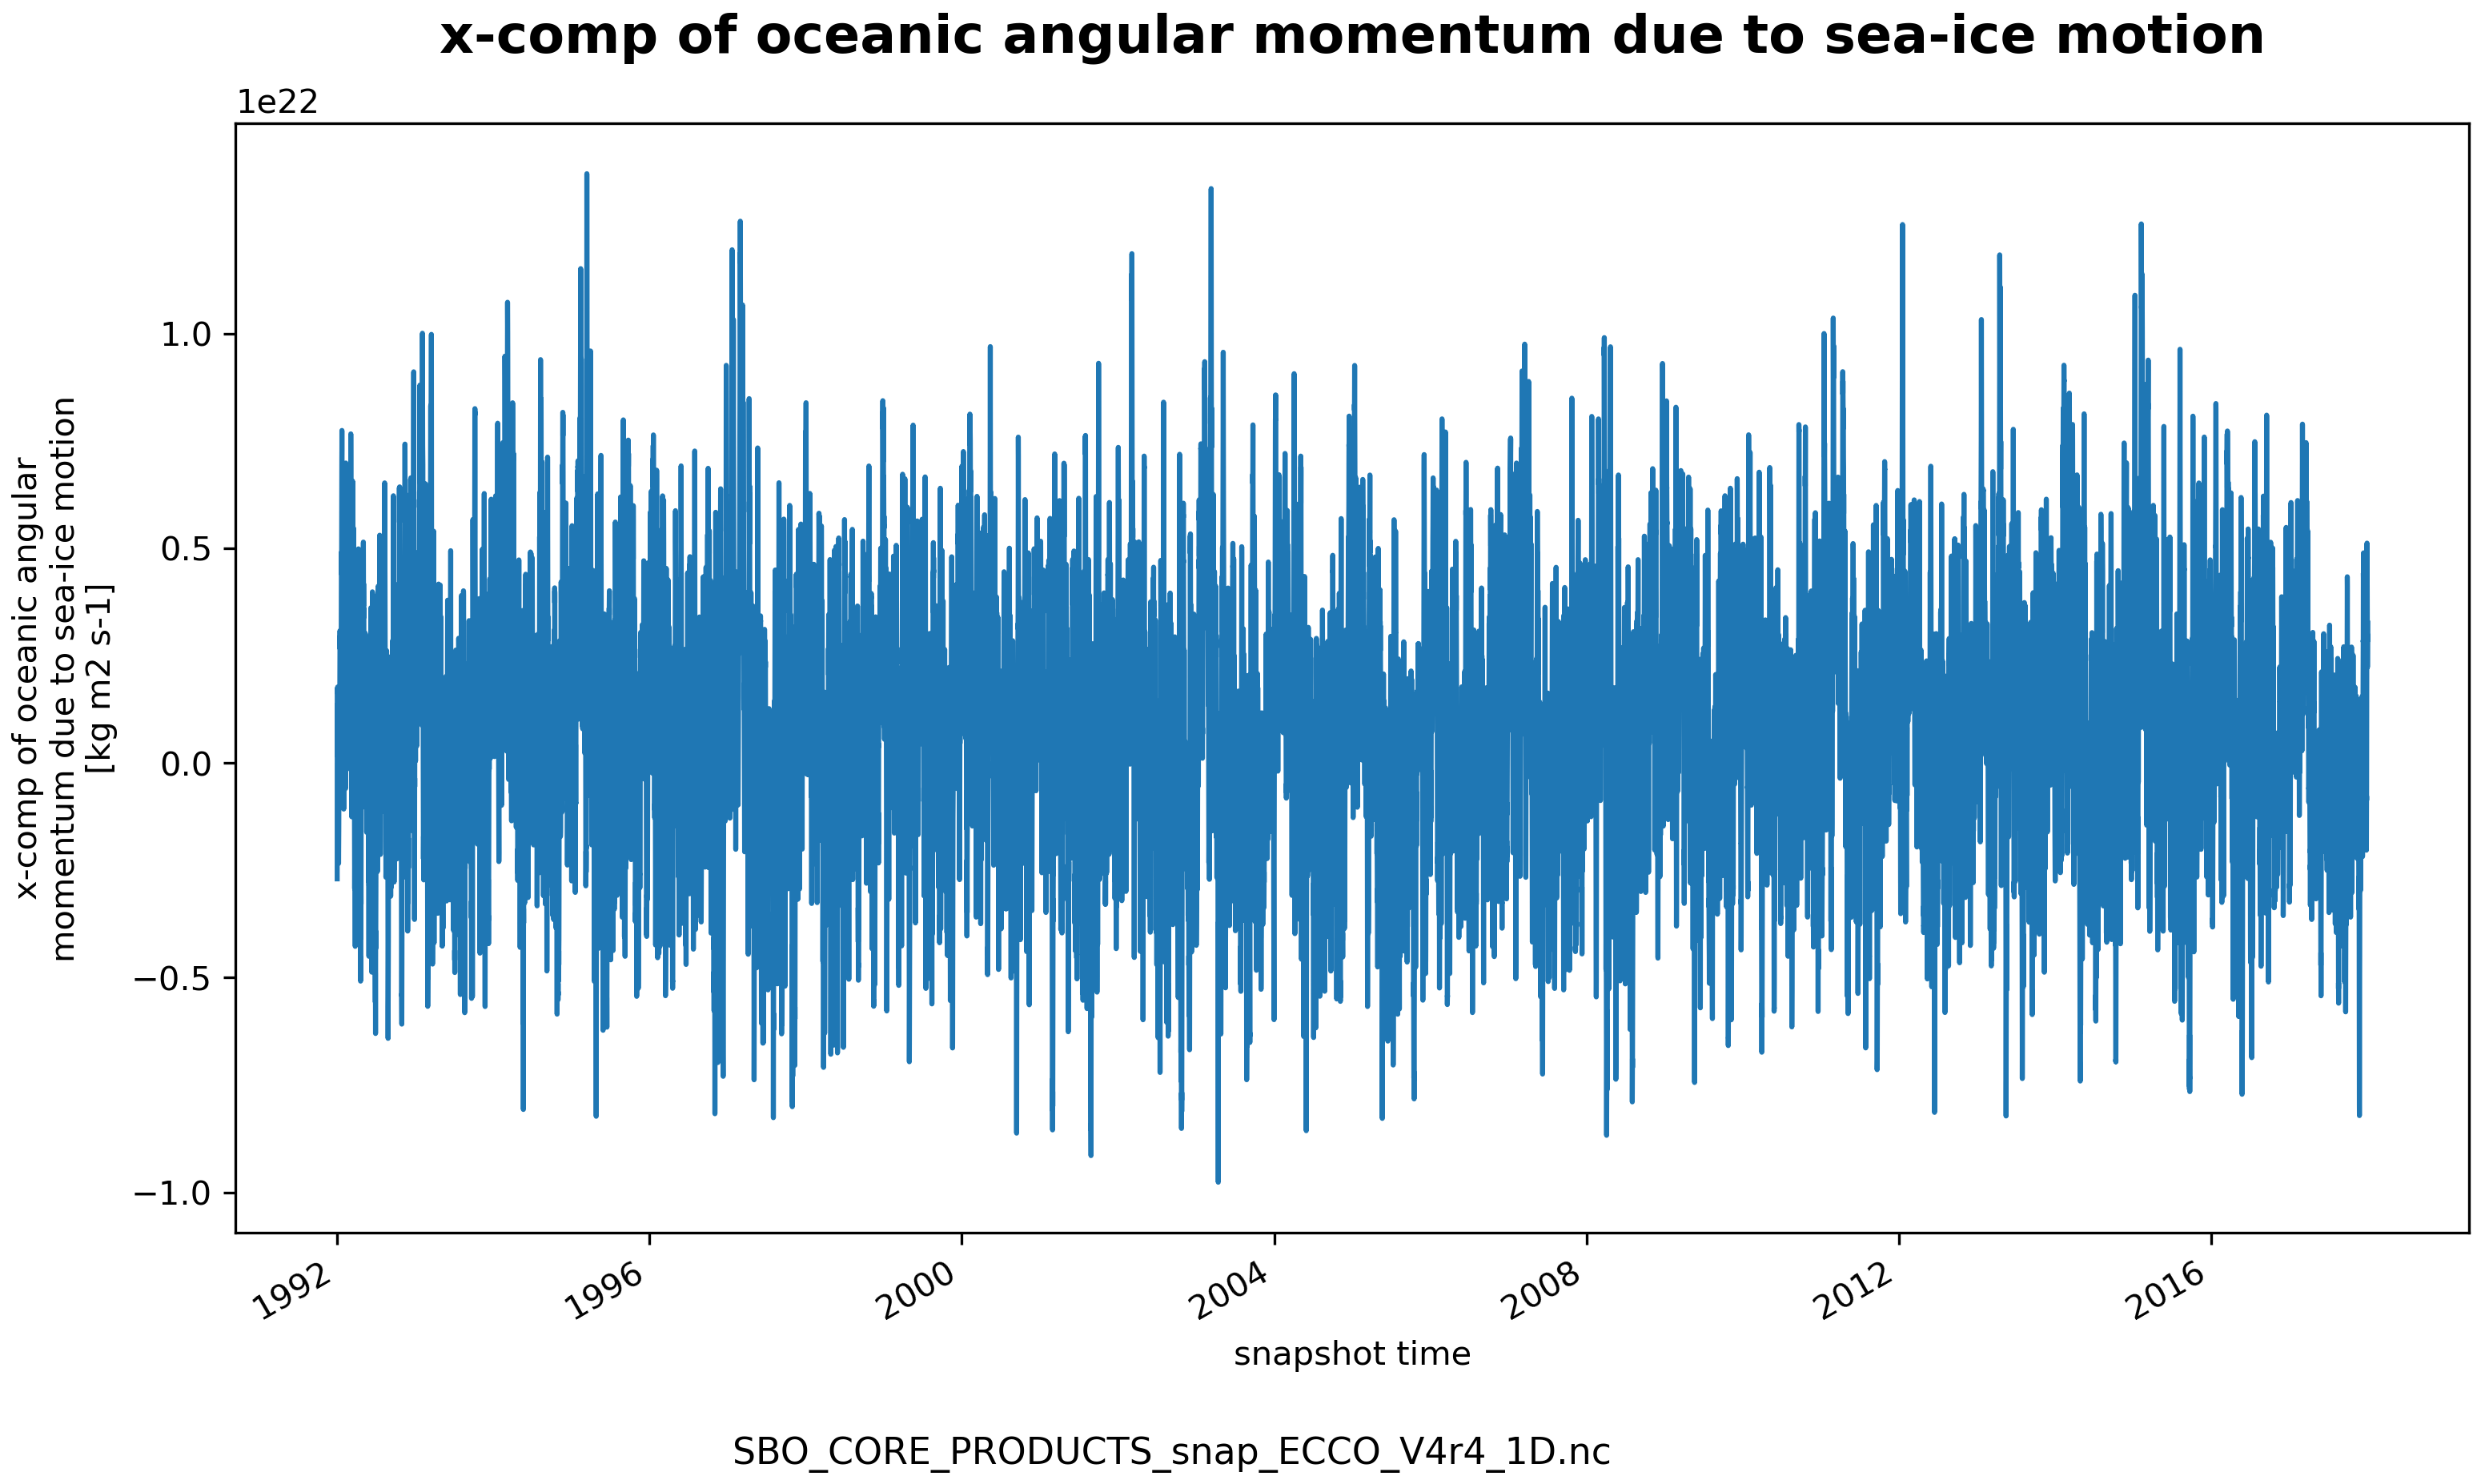 x-comp of oceanic angular momentum due to sea-ice motion
1e22
x-comp of oceanic angular
momentum due to sea-ice motion
[kg m2 s-1]
1.0
0.5
0.0
−0.5
−1.0
1992
1996
2000
2004
2008
2012
2016
snapshot time
SBO_CORE_PRODUCTS_snap_ECCO_V4r4_1D.nc